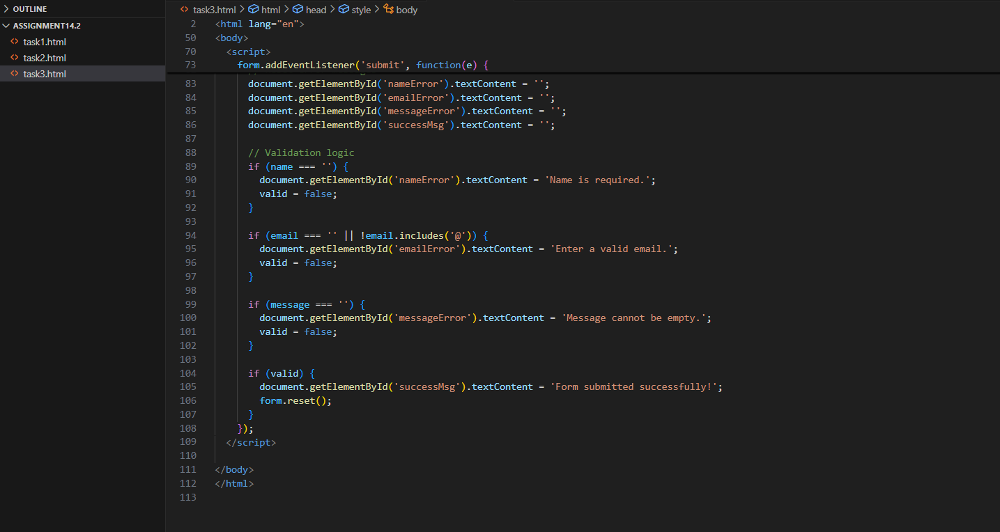 OUTLINE
ASSIGNMENT14.2
task1.html
task2.html
task3.html
task3.html > html > head > style > body
2 <html lang="en">
50 <body>
70 <script>
73 form.addEventListener('submit', function(e) {
83 document.getElementById('nameError').textContent = '';
84 document.getElementById('emailError').textContent = '';
85 document.getElementById('messageError').textContent = '';
86 document.getElementById('successMsg').textContent = '';
87
88 // Validation logic
89 if (name === '') {
90 document.getElementById('nameError').textContent = 'Name is required.';
91 valid = false;
92 }
93
94 if (email === '' || !email.includes('@')) {
95 document.getElementById('emailError').textContent = 'Enter a valid email.';
96 valid = false;
97 }
98
99 if (message === '') {
100 document.getElementById('messageError').textContent = 'Message cannot be empty.';
101 valid = false;
102 }
103
104 if (valid) {
105 document.getElementById('successMsg').textContent = 'Form submitted successfully!';
106 form.reset();
107 }
108 });
109 </script>
110
111 </body>
112 </html>
113